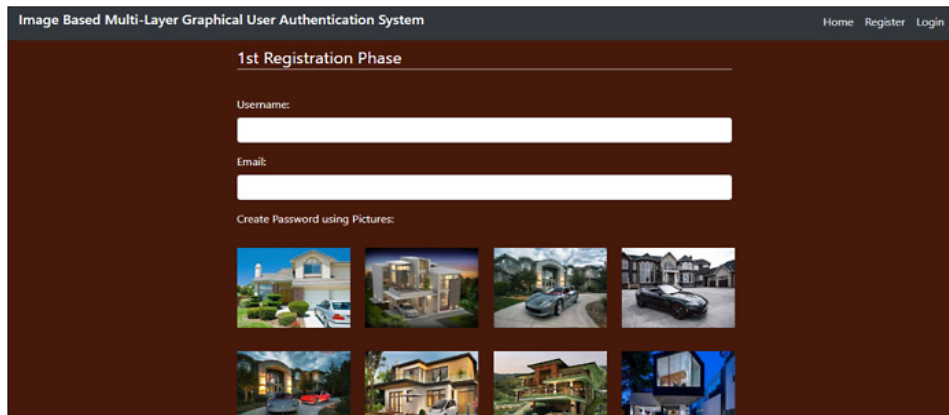 Image Based Multi-Layer Graphical User Authentication System
Home Register Login
1st Registration Phase
Username:
Email:
Create Password using Pictures: